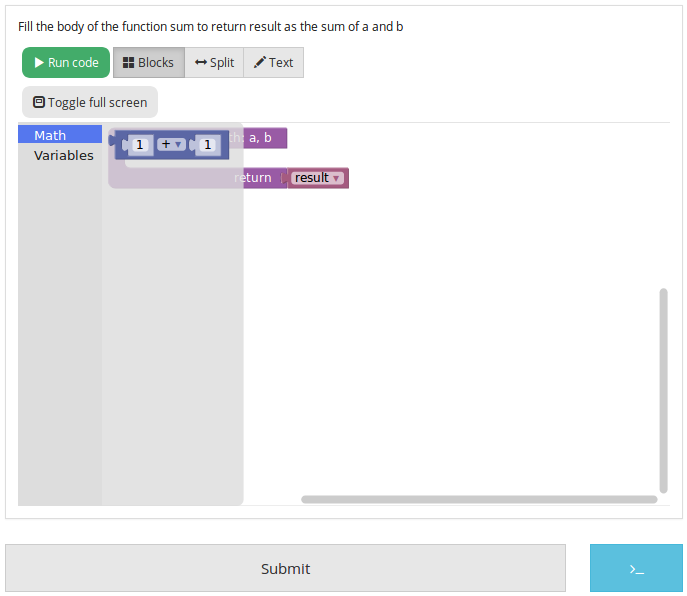 Fill the body of the function sum to return result as the sum of a and b
Run code Blocks Split Text
Toggle full screen
Math
Variables
1 + 1 th: a, b
return result
Submit
>_